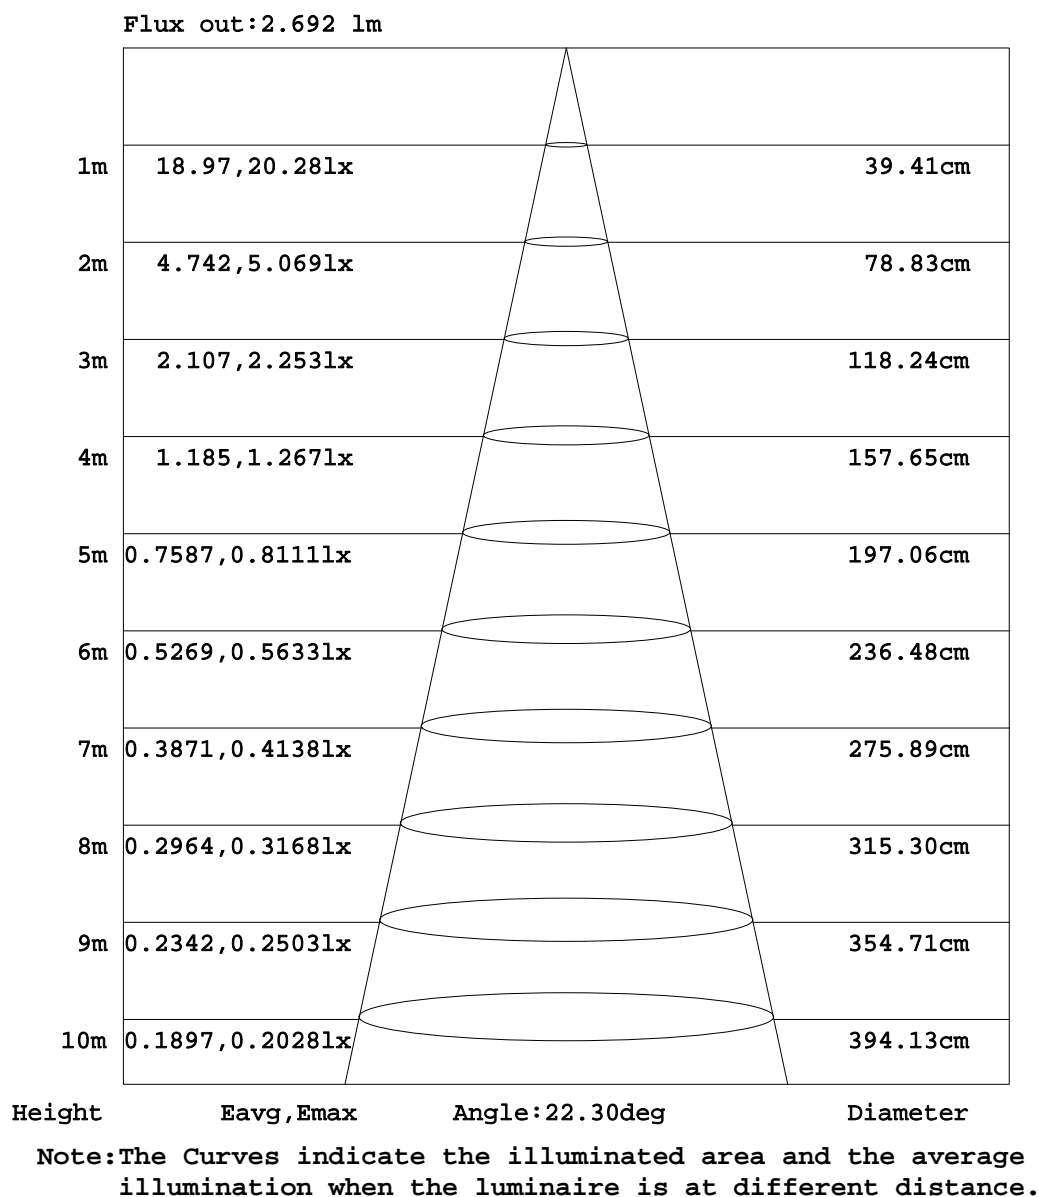 Flux out:2.692 lm
1m 18.97,20.28lx 39.41cm
2m 4.742,5.069lx 78.83cm
3m 2.107,2.253lx 118.24cm
4m 1.185,1.267lx 157.65cm
5m 0.7587,0.8111lx 197.06cm
6m 0.5269,0.5633lx 236.48cm
7m 0.3871,0.4138lx 275.89cm
8m 0.2964,0.3168lx 315.30cm
9m 0.2342,0.2503lx 354.71cm
10m 0.1897,0.2028lx 394.13cm
Height Eavg,Emax Angle:22.30deg Diameter
Note:The Curves indicate the illuminated area and the average
illumination when the luminaire is at different distance.